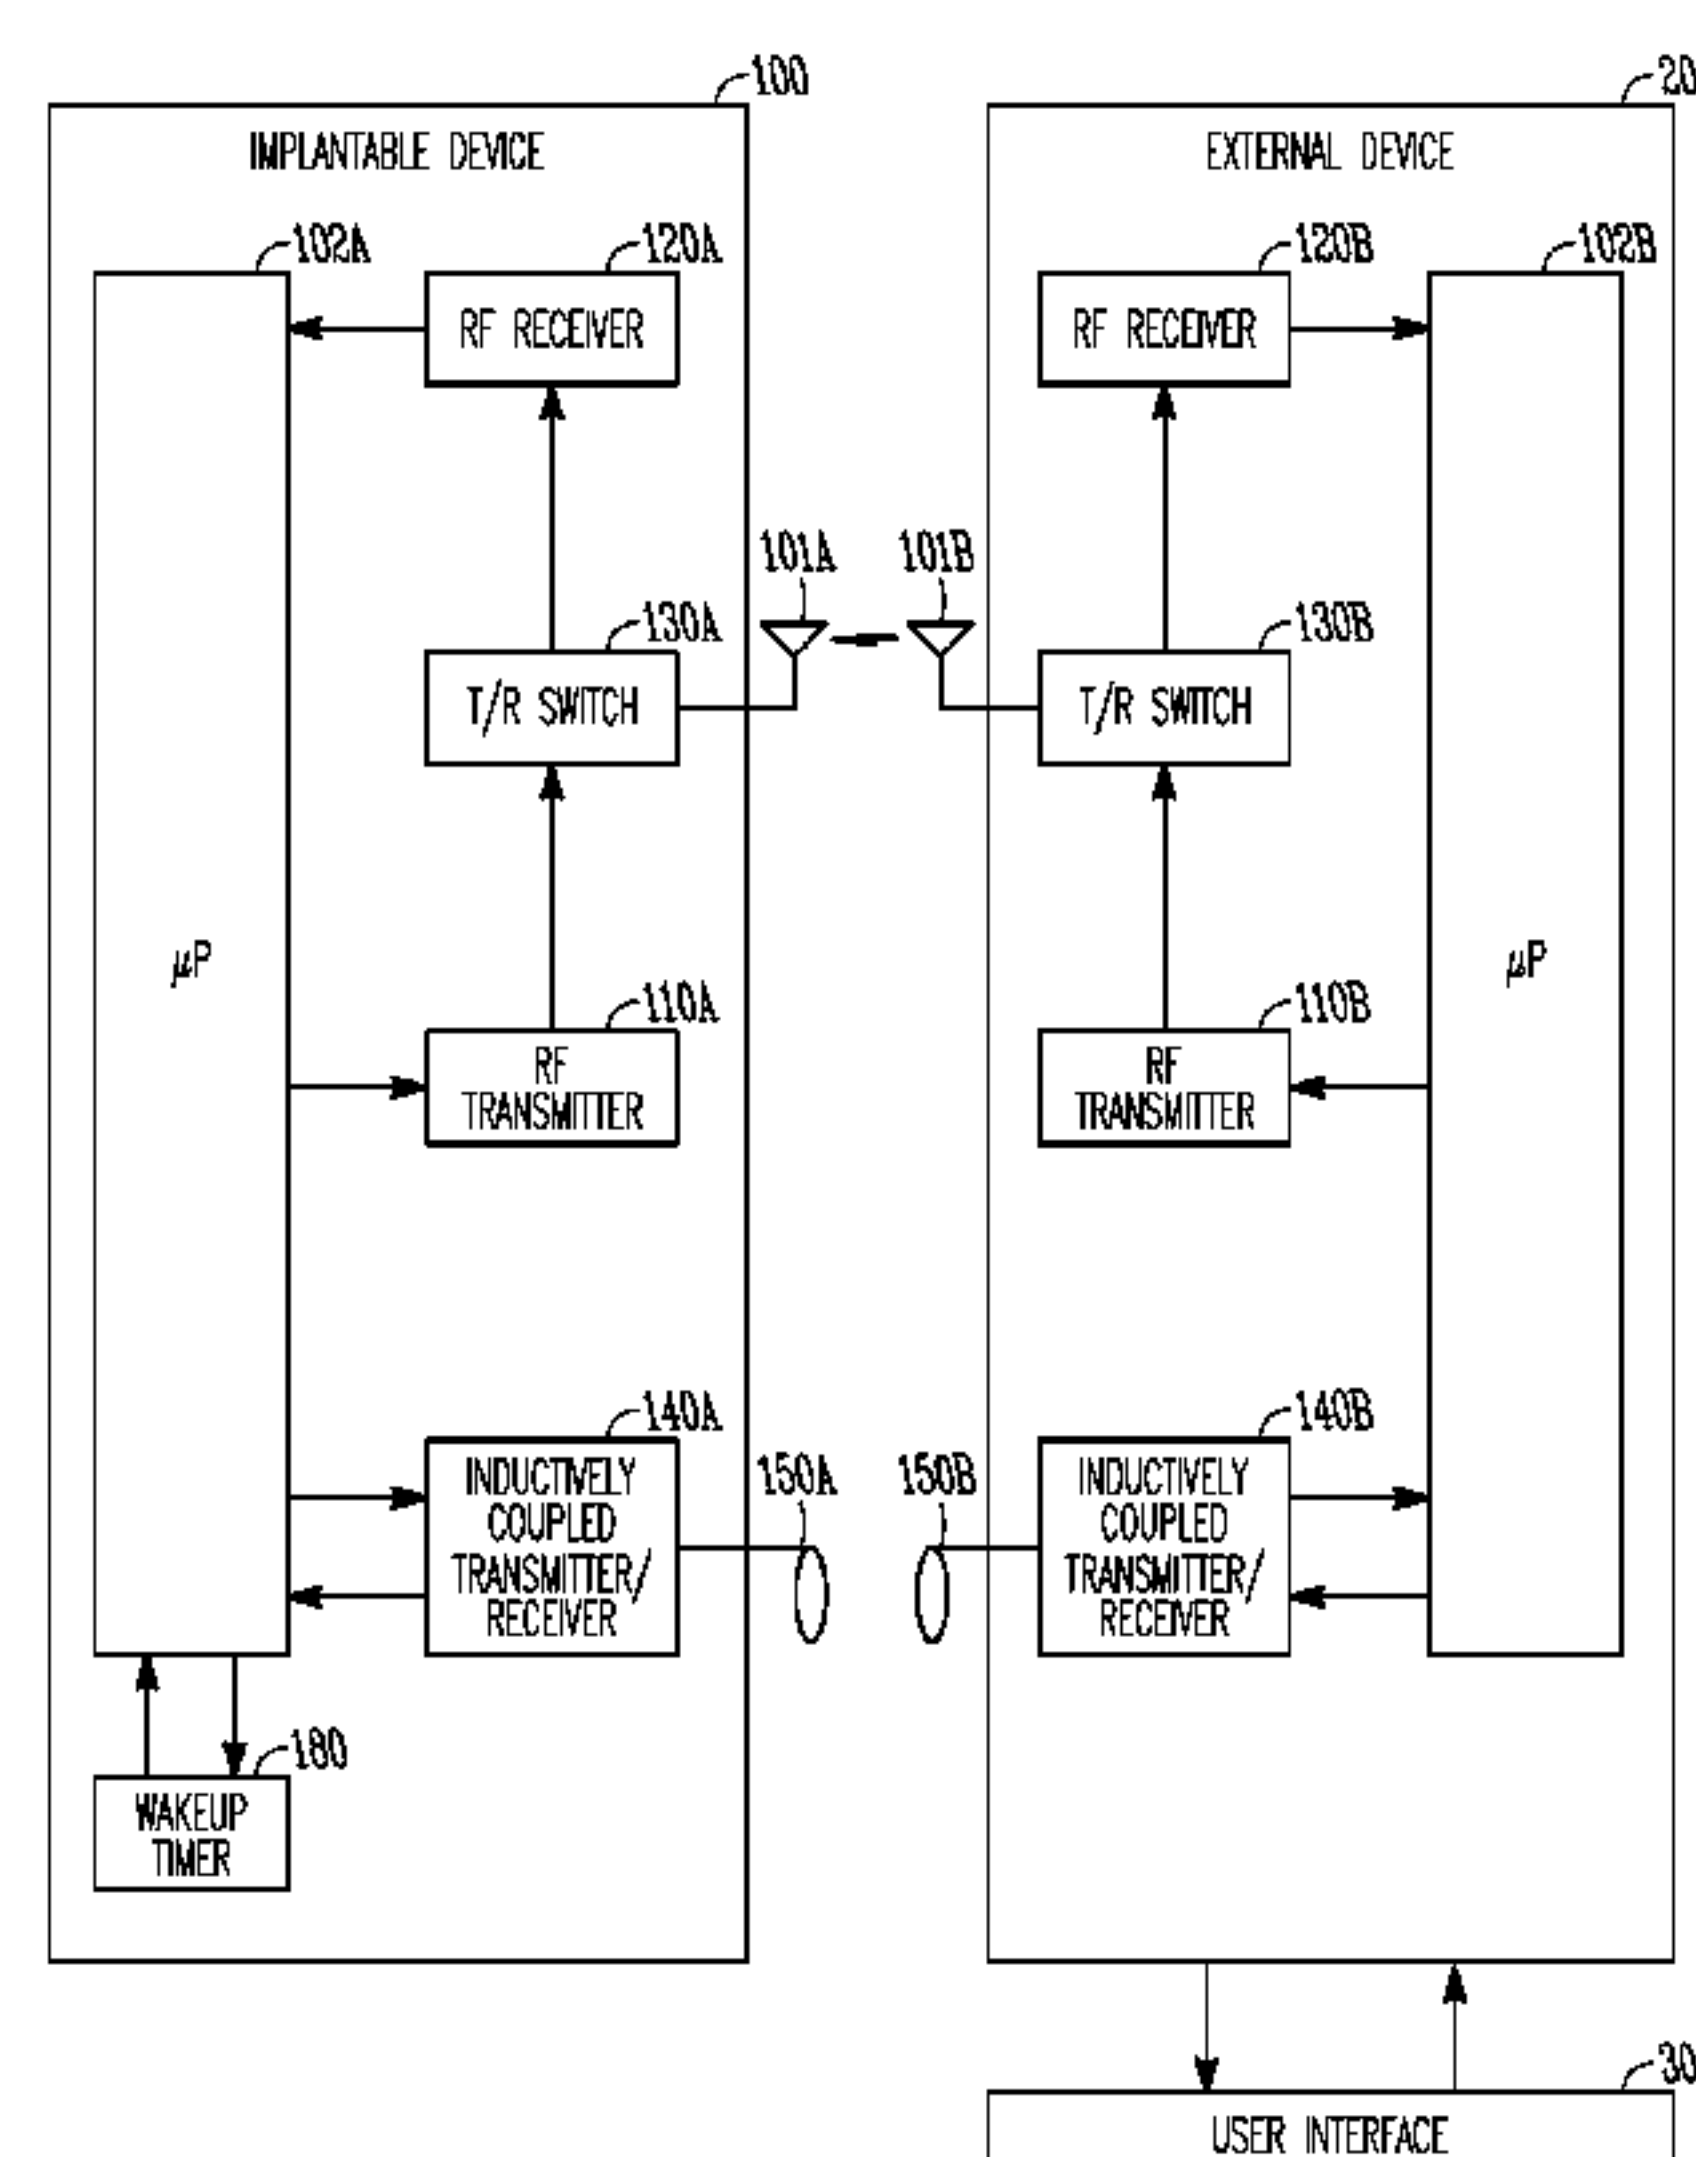 100
20
IMPLANTABLE DEVICE
EXTERNAL DEVICE
102A
120A
120B
102B
RF RECEIVER
RF RECEIVER
101A
101B
130A
130B
T/R SWITCH
T/R SWITCH
µP
µP
110A
110B
RF
TRANSMITTER
RF
TRANSMITTER
140A
140B
150A
150B
INDUCTIVELY
COUPLED
TRANSMITTER/
RECEIVER
INDUCTIVELY
COUPLED
TRANSMITTER/
RECEIVER
180
WAKEUP
TIMER
30
USER INTERFACE